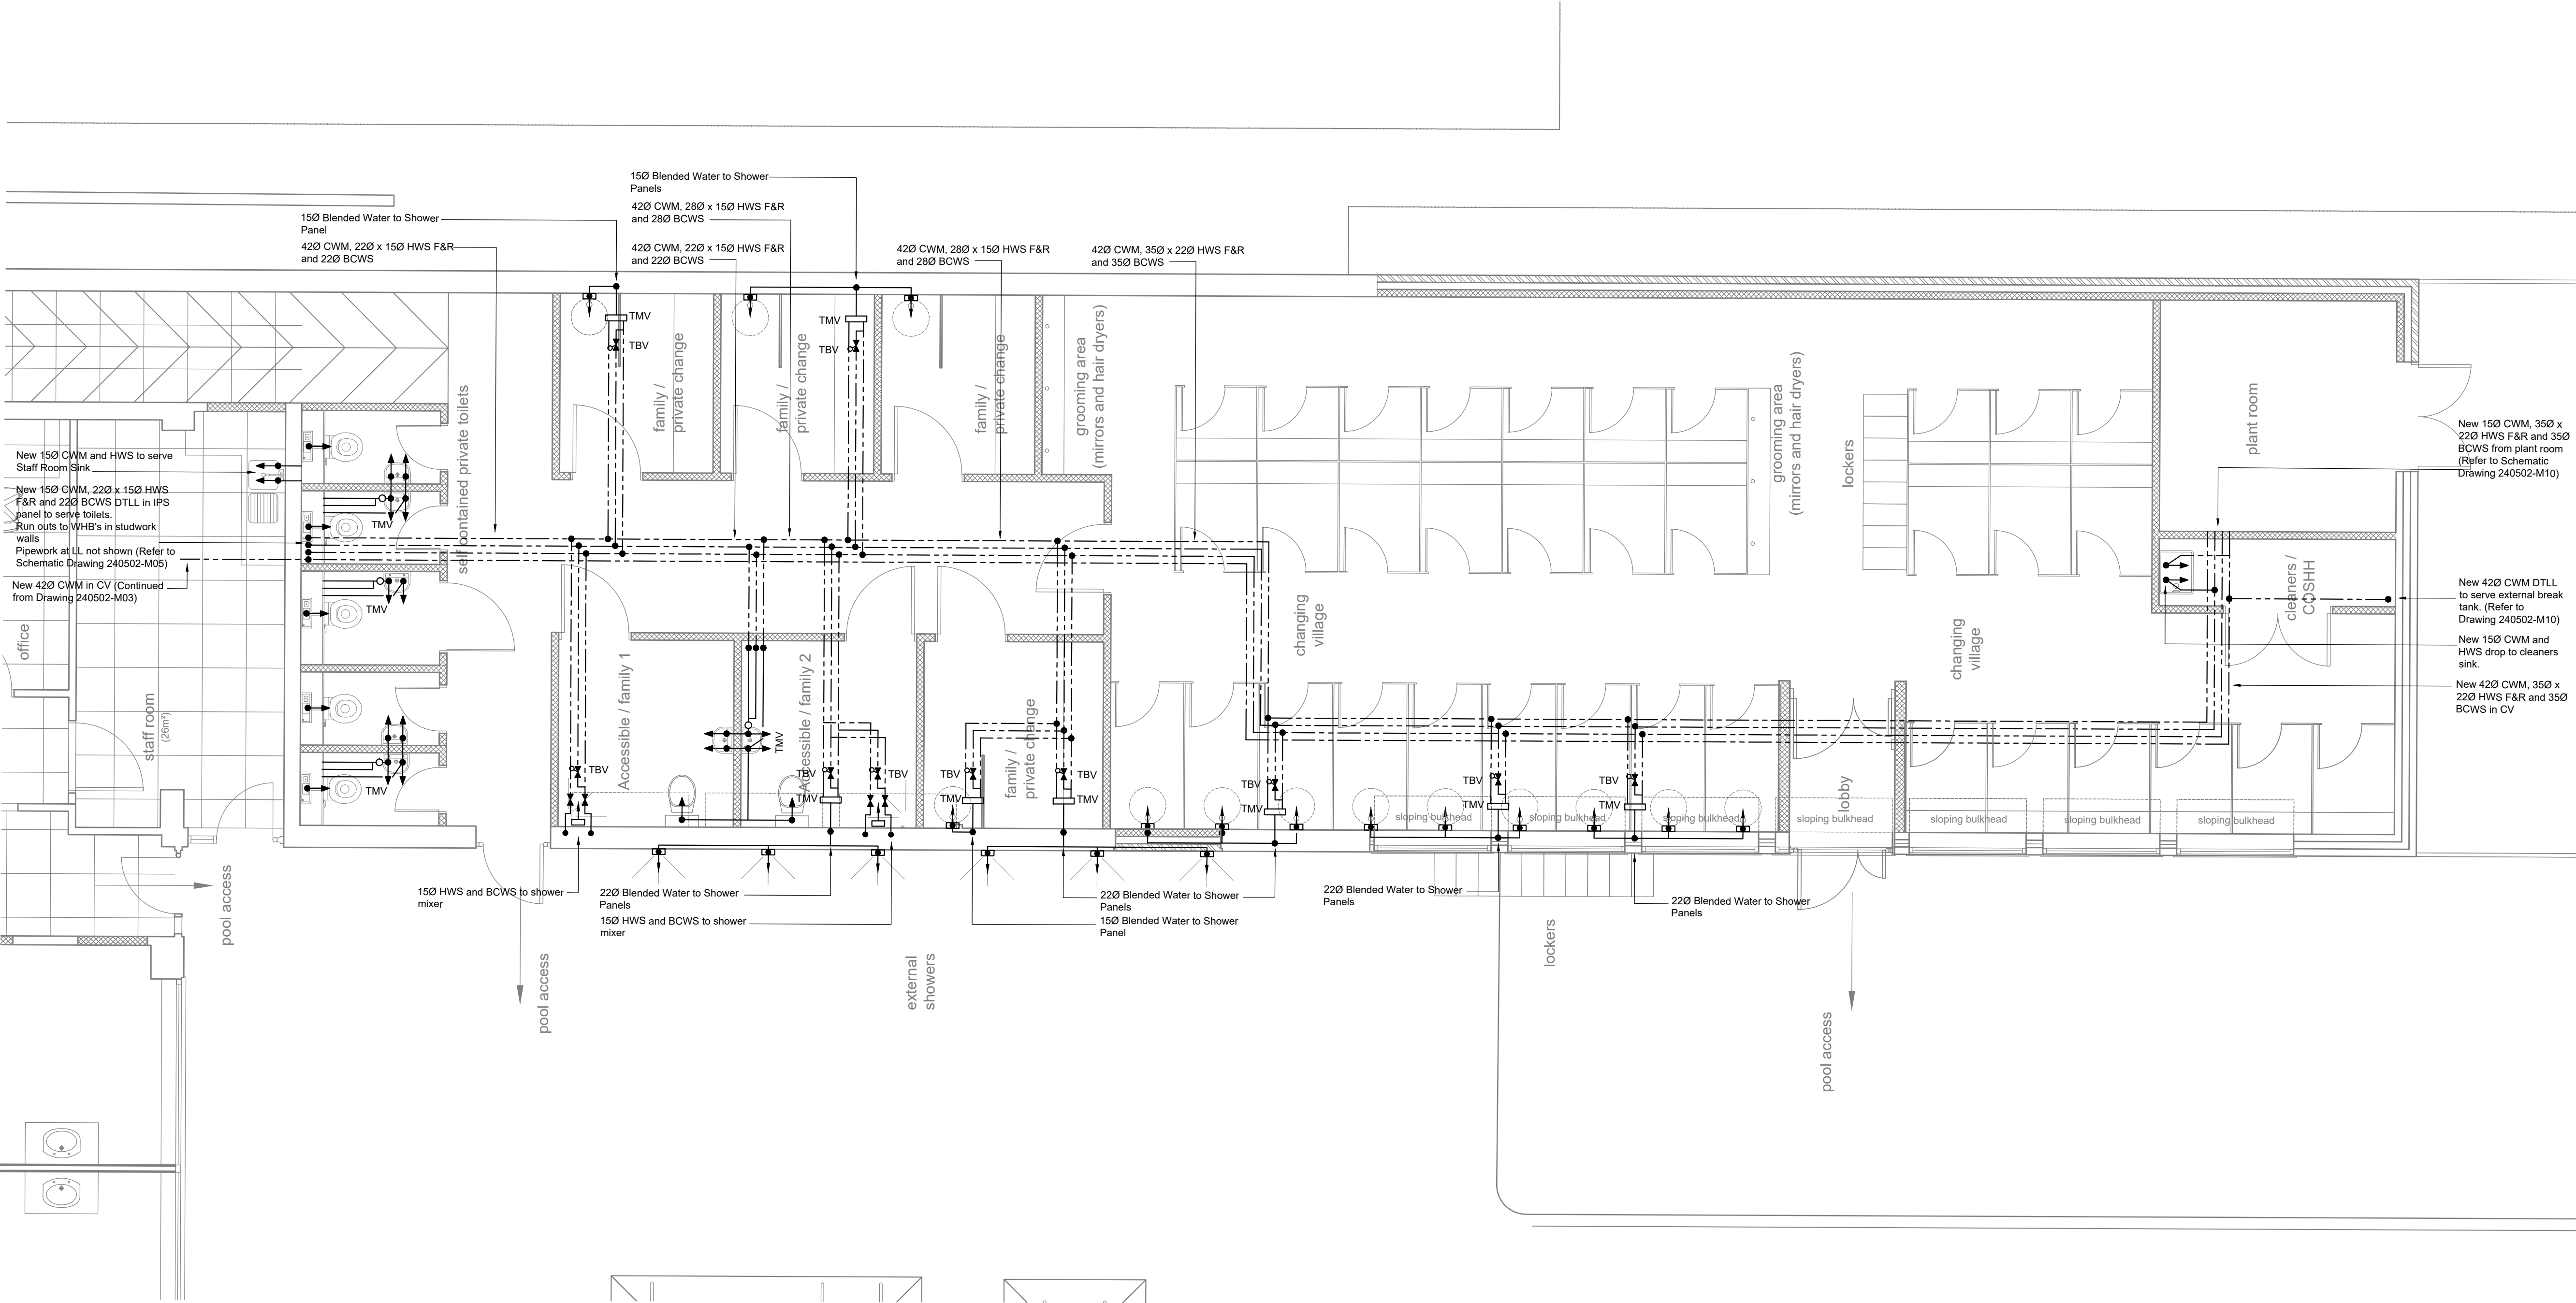 15Ø Blended Water to Shower
Panels
42Ø CWM, 28Ø x 15Ø HWS F&R
and 28Ø BCWS
15Ø Blended Water to Shower
Panel
42Ø CWM, 22Ø x 15Ø HWS F&R
and 22Ø BCWS
42Ø CWM, 22Ø x 15Ø HWS F&R
and 22Ø BCWS
42Ø CWM, 28Ø x 15Ø HWS F&R
and 28Ø BCWS
42Ø CWM, 35Ø x 22Ø HWS F&R
and 35Ø BCWS
TMV
TBV
TMV
TBV
family /
private change
family /
private change
family /
private change
grooming area
(mirrors and hair dryers)
grooming area
(mirrors and hair dryers)
lockers
plant room
self contained private toilets
New 15Ø CWM and HWS to serve
Staff Room Sink
New 15Ø CWM, 22Ø x 15Ø HWS
F&R and 22Ø BCWS DTLL in IPS
panel to serve toilets.
Run outs to WHB's in studwork
walls
Pipework at LL not shown (Refer to
Schematic Drawing 240502-M05)
New 42Ø CWM in CV (Continued
from Drawing 240502-M03)
TMV
TMV
TMV
office
staff room
(26m²)
New 15Ø CWM, 35Ø x
22Ø HWS F&R and 35Ø
BCWS from plant room
(Refer to Schematic
Drawing 240502-M10)
cleaners /
COSHH
New 42Ø CWM DTLL
to serve external break
tank. (Refer to
Drawing 240502-M10)
New 15Ø CWM and
HWS drop to cleaners
sink.
New 42Ø CWM, 35Ø x
22Ø HWS F&R and 35Ø
BCWS in CV
changing
village
changing
village
Accessible / family 1
Accessible / family 2
family /
private change
TMV
TBV
TBV
TMV
TBV
TBV
TMV
TBV
TMV
TBV
TMV
TBV
TMV
TBV
TMV
lobby
sloping bulkhead
sloping bulkhead
sloping bulkhead
sloping bulkhead
sloping bulkhead
sloping bulkhead
sloping bulkhead
15Ø HWS and BCWS to shower
mixer
22Ø Blended Water to Shower
Panels
15Ø HWS and BCWS to shower
mixer
22Ø Blended Water to Shower
Panels
15Ø Blended Water to Shower
Panel
22Ø Blended Water to Shower
Panels
22Ø Blended Water to Shower
Panels
pool access
pool access
external
showers
lockers
pool access